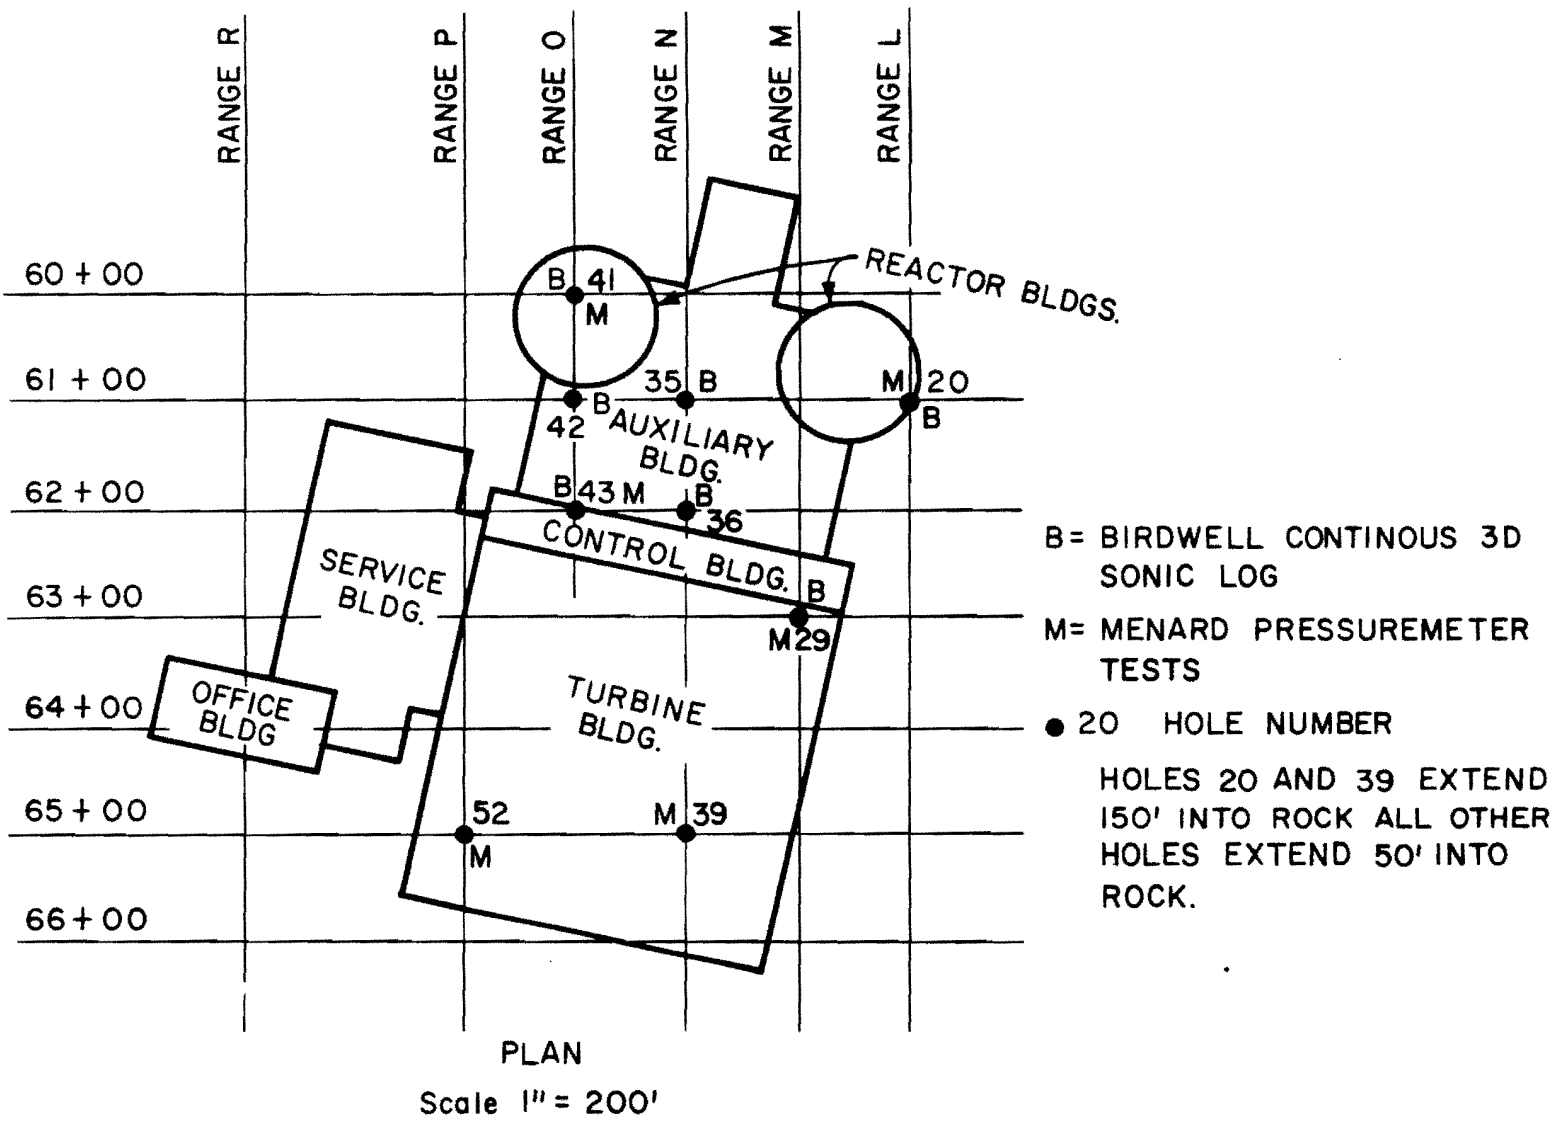 RANGE R
RANGE P
RANGE O
RANGE N
RANGE M
RANGE L
60 + 00
B 41
M
REACTOR BLDGS.
61 + 00
35 B
M 20
B
B
42
AUXILIARY
BLDG.
62 + 00
B 43 M
B
36
CONTROL BLDG.
B = BIRDWELL CONTINOUS 3D
SONIC LOG
SERVICE
BLDG.
63 + 00
B
M 29
M = MENARD PRESSUREMETER
TESTS
OFFICE
BLDG
64 + 00
TURBINE
BLDG.
20 HOLE NUMBER
HOLES 20 AND 39 EXTEND
150' INTO ROCK ALL OTHER
HOLES EXTEND 50' INTO
ROCK.
65 + 00
52
M
M 39
66 + 00
PLAN
Scale 1" = 200'